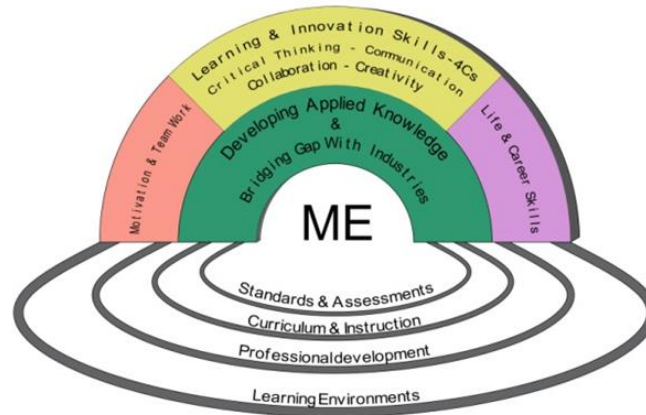 Learning & Innovation Skills-4Cs
Critical Thinking - Communication
Collaboration - Creativity
Motivation & Team Work
Life & Career Skills
Developing Applied Knowledge
&
Bridging Gap With Industries
ME
Standards & Assessments
Curriculum & Instruction
Professional development
Learning Environments